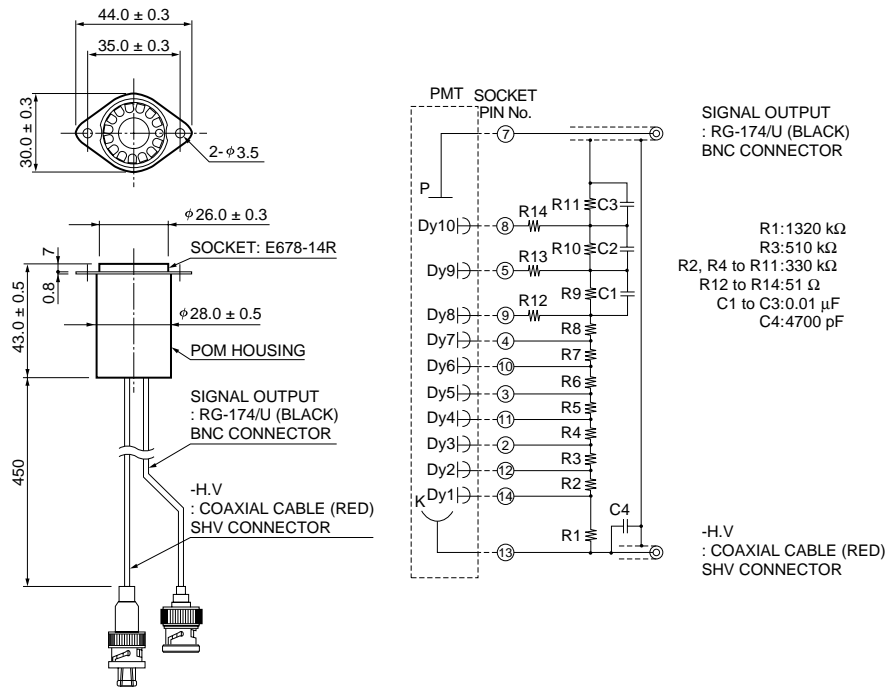 44.0 ± 0.3
35.0 ± 0.3
30.0 ± 0.3
2-φ3.5
φ26.0 ± 0.3
SOCKET: E678-14R
7
0.8
43.0 ± 0.5
φ28.0 ± 0.5
POM HOUSING
SIGNAL OUTPUT
: RG-174/U (BLACK)
BNC CONNECTOR
450
-H.V
: COAXIAL CABLE (RED)
SHV CONNECTOR
PMT
SOCKET
PIN No.
P
7
Dy10
8
R14
R11
C3
Dy9
5
R13
R10
C2
Dy8
9
R12
R9
C1
Dy7
4
R8
Dy6
10
R7
Dy5
3
R6
Dy4
11
R5
Dy3
2
R4
Dy2
12
R3
Dy1
14
R2
K
13
R1
C4
SIGNAL OUTPUT
: RG-174/U (BLACK)
BNC CONNECTOR
R1:1320 kΩ
R3:510 kΩ
R2, R4 to R11:330 kΩ
R12 to R14:51 Ω
C1 to C3:0.01 μF
C4:4700 pF
-H.V
: COAXIAL CABLE (RED)
SHV CONNECTOR